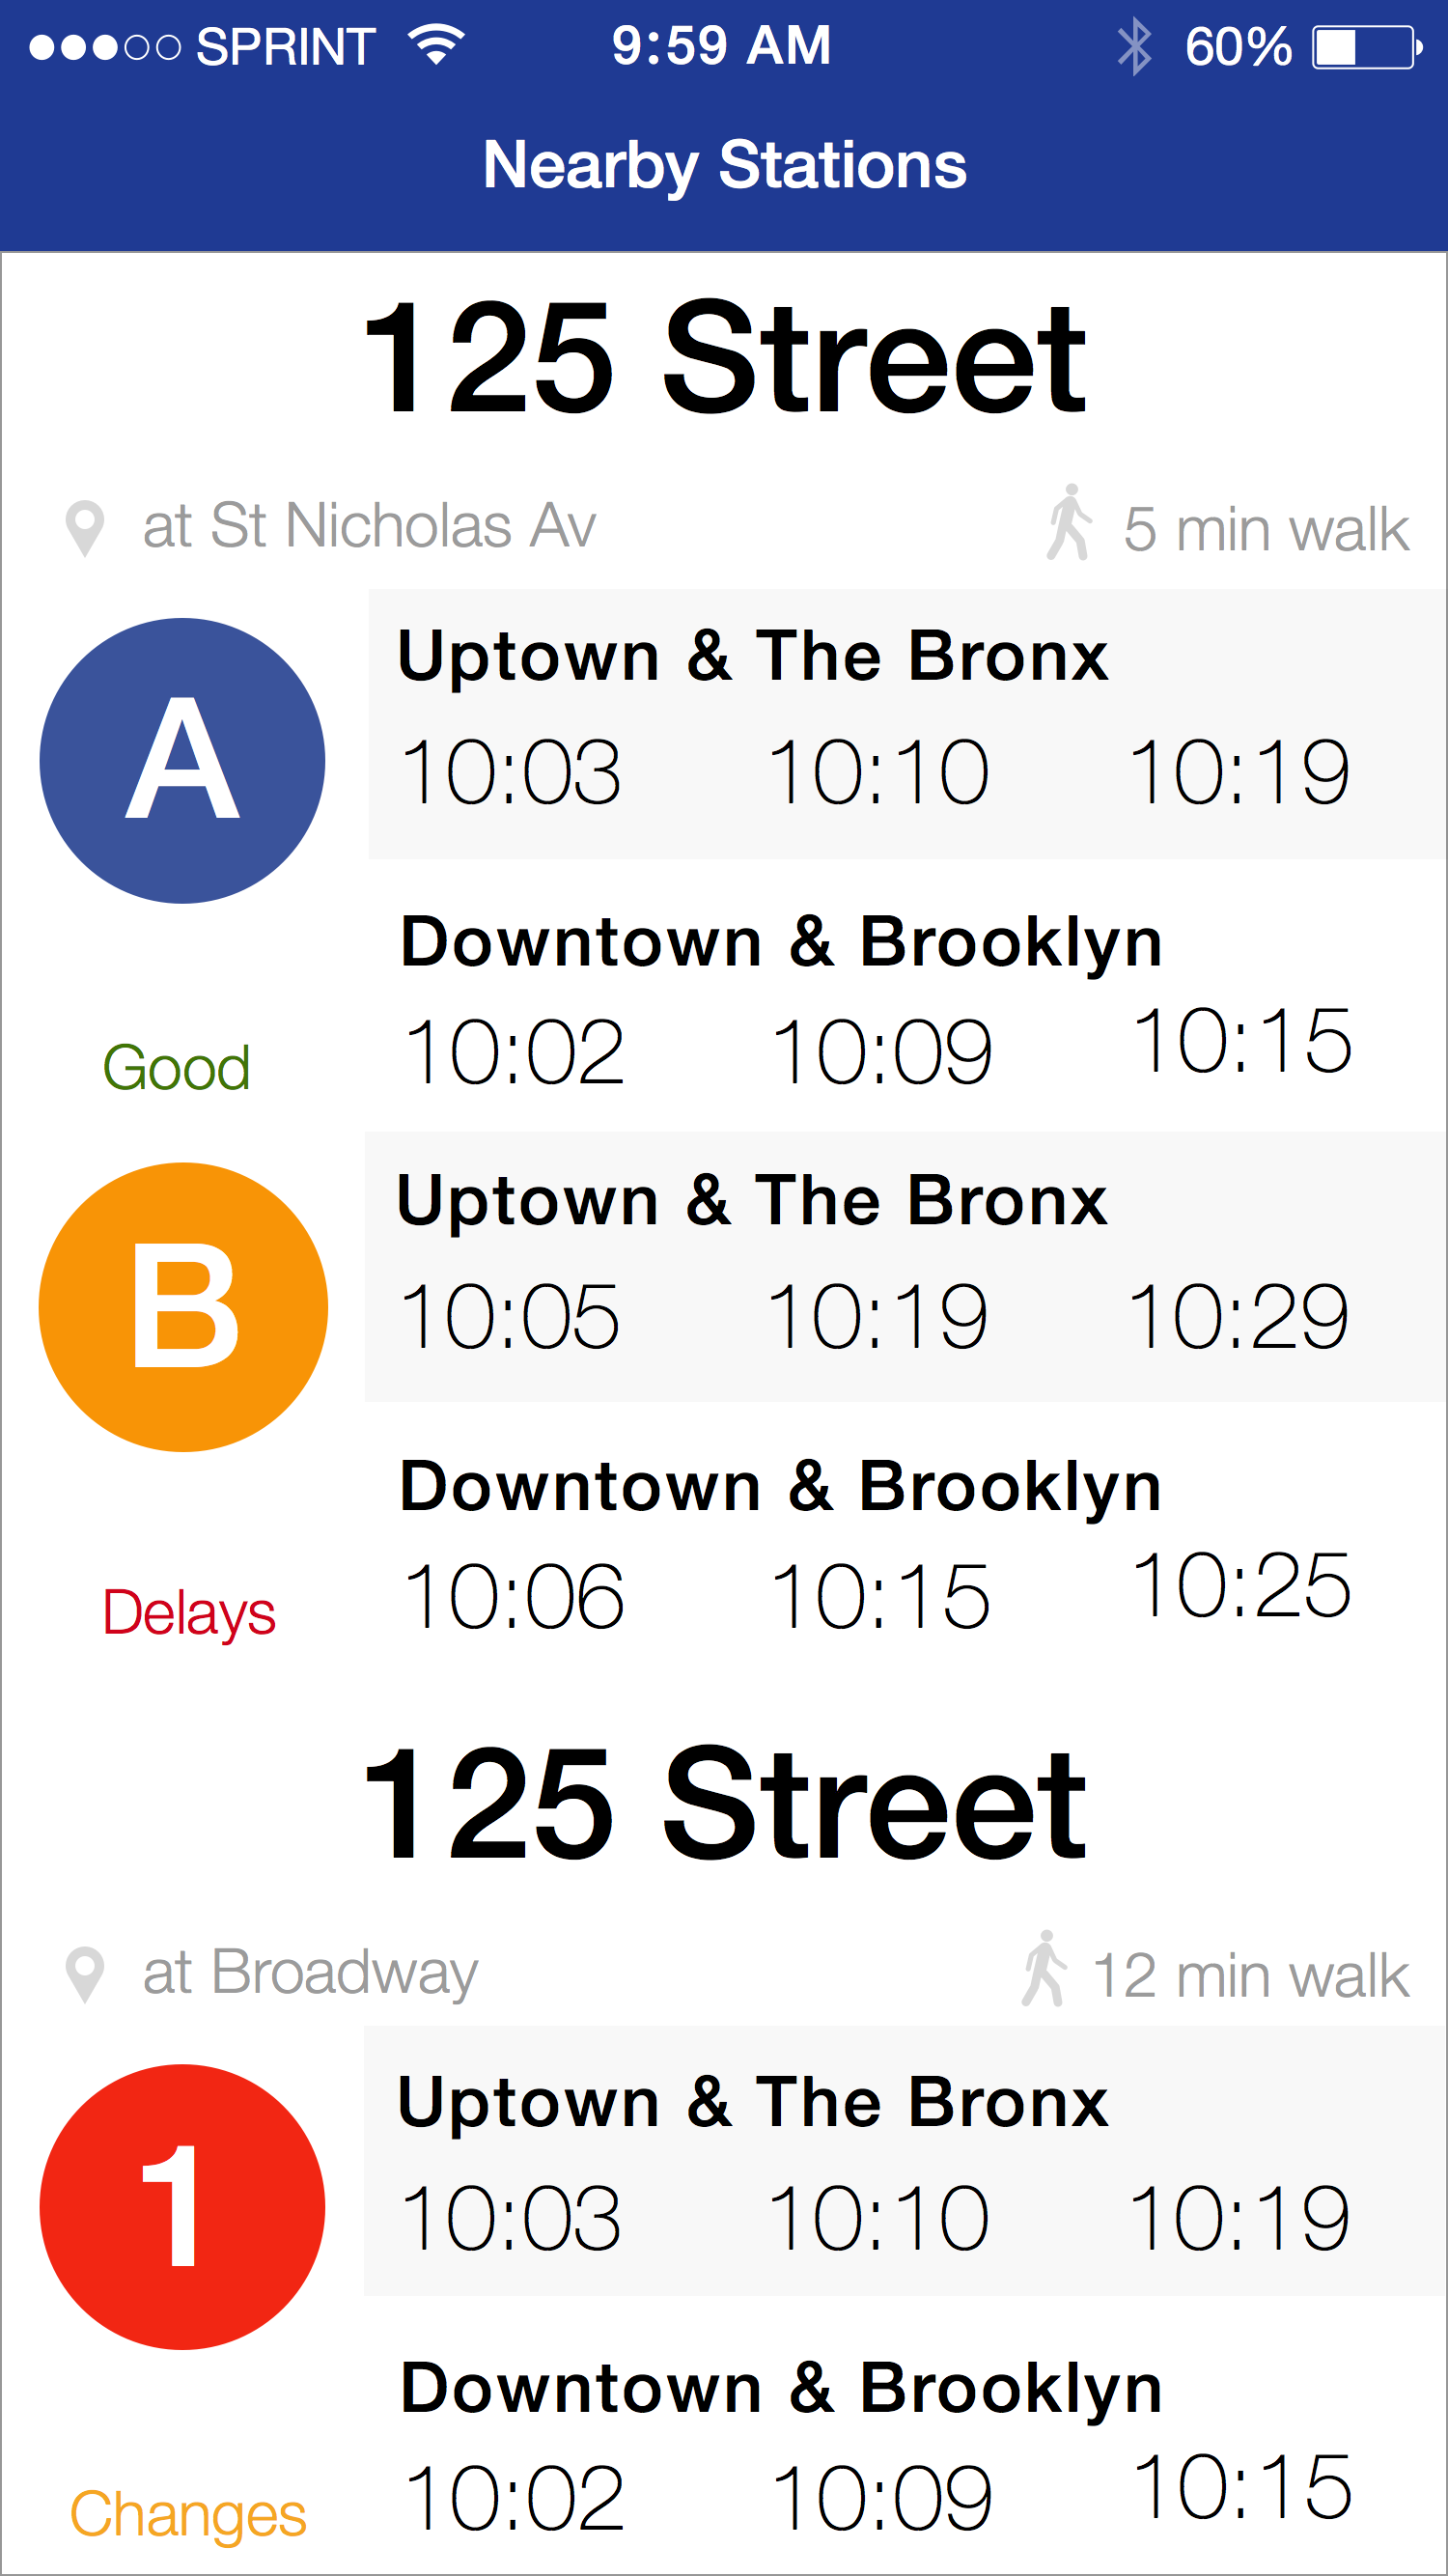 SPRINT 9:59 AM 60%
Nearby Stations
125 Street
at St Nicholas Av 5 min walk
A
Uptown & The Bronx
10:03 10:10 10:19
Downtown & Brooklyn
10:02 10:09 10:15
Good
B
Uptown & The Bronx
10:05 10:19 10:29
Downtown & Brooklyn
10:06 10:15 10:25
Delays
125 Street
at Broadway 12 min walk
1
Uptown & The Bronx
10:03 10:10 10:19
Downtown & Brooklyn
10:02 10:09 10:15
Changes